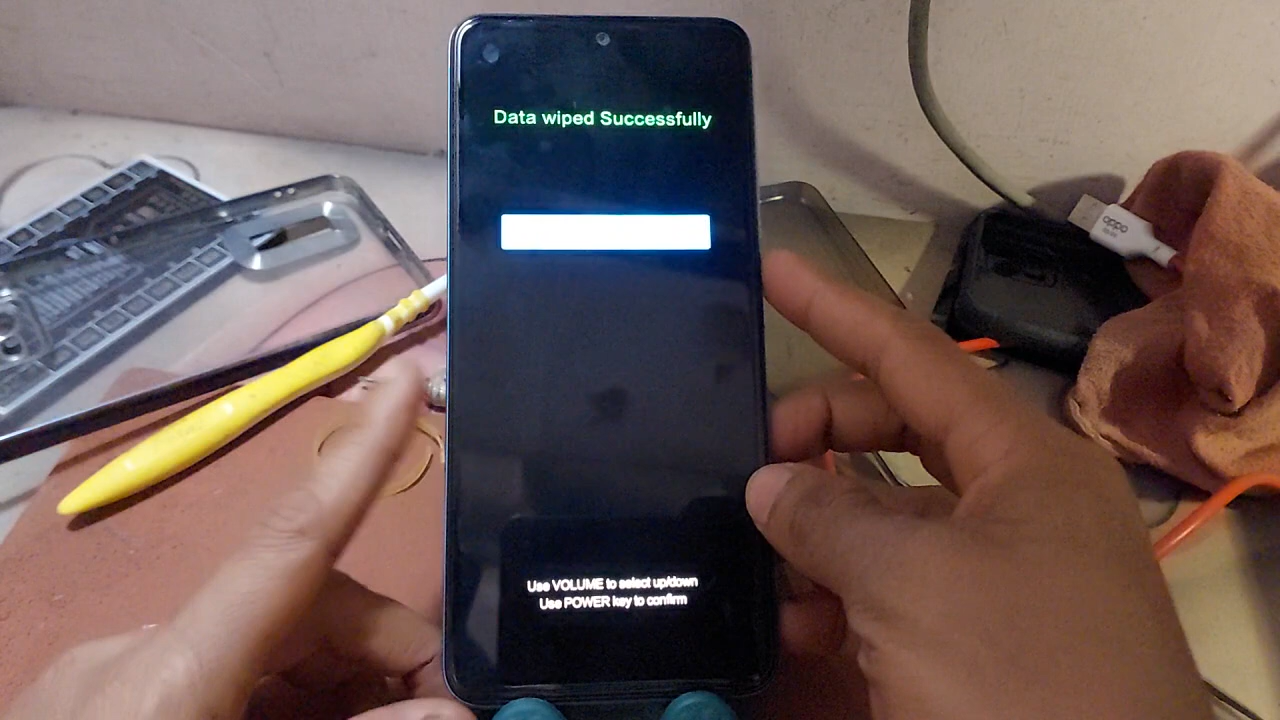 Data wiped Successfully
Use VOLUME to select up/down
Use POWER key to confirm
oppo